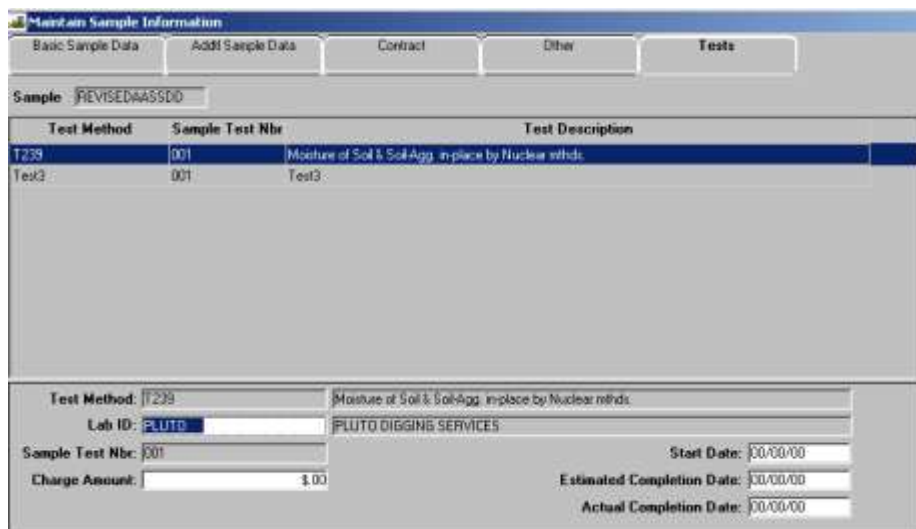 Maintain Sample Information
Basic Sample Data Addtl Sample Data Contract Other Tests
Sample REVISEDAASSDD
Test Method Sample Test Nbr Test Description
T239 001 Moisture of Soil & Soil-Agg. in-place by Nuclear mthds.
Test3 001 Test3
Test Method: T239 Moisture of Soil & Soil-Agg. in-place by Nuclear mthds.
Lab ID: PLUTO PLUTO DIGGING SERVICES
Sample Test Nbr: 001 Start Date: 00/00/00
Charge Amount: $.00 Estimated Completion Date: 00/00/00
Actual Completion Date: 00/00/00